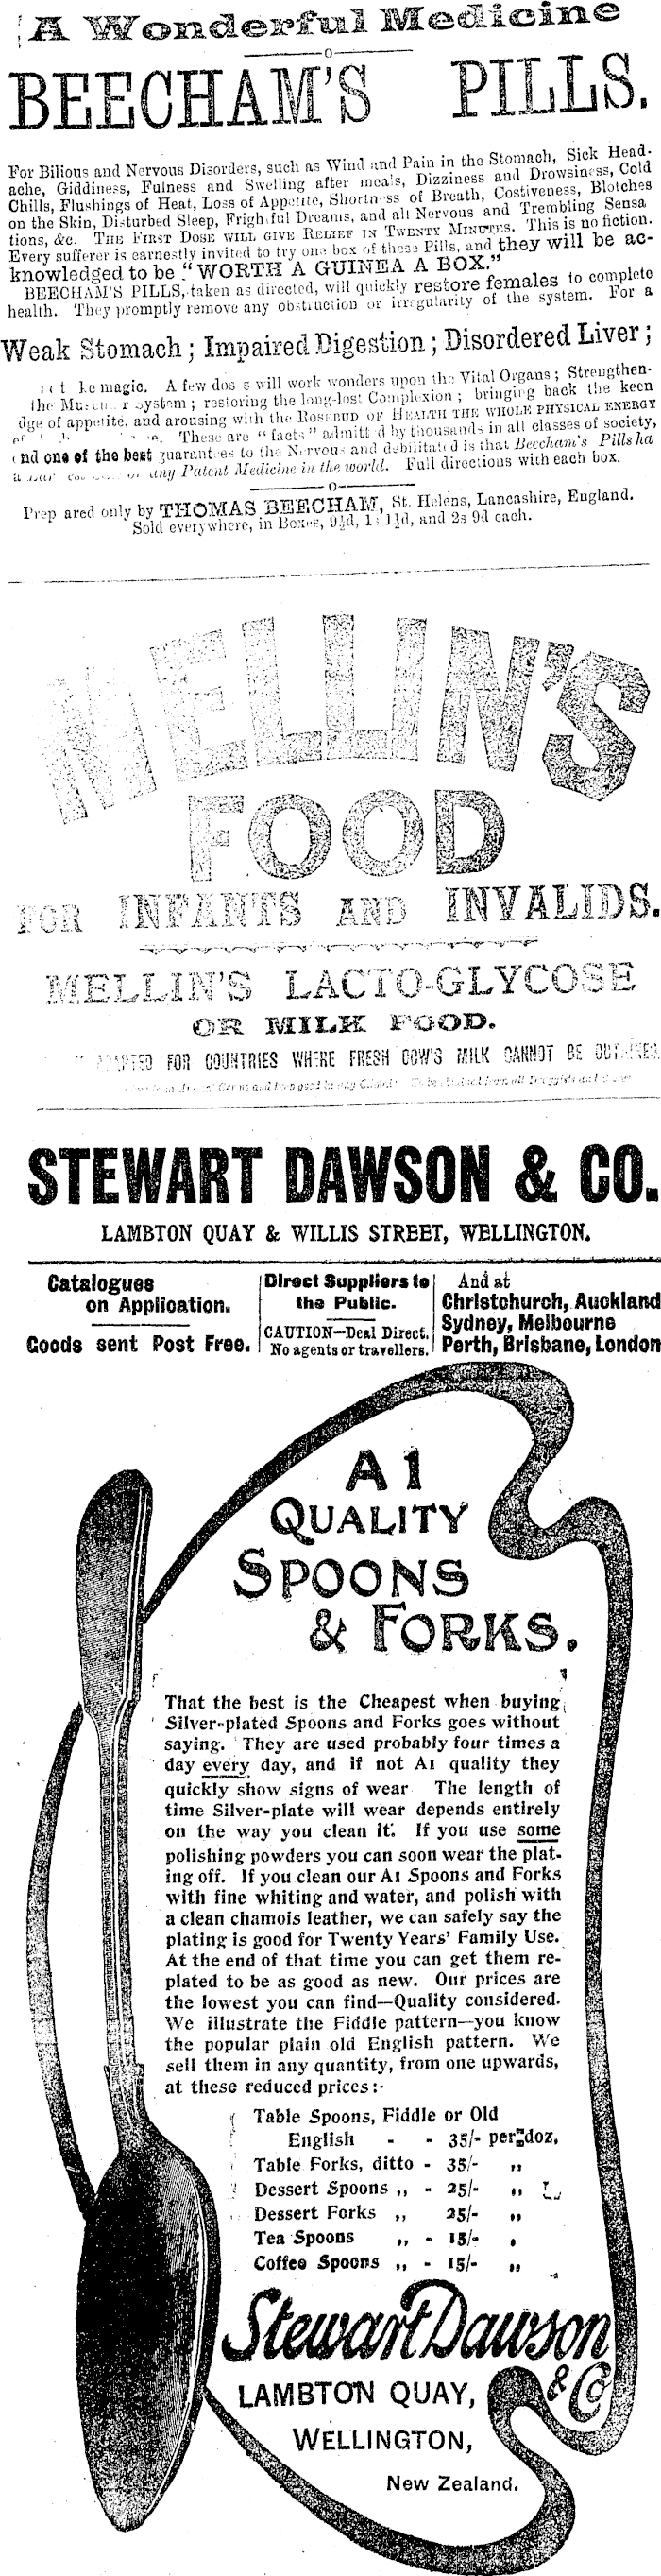 A Wonderful Medicine
BEECHAM'S PILLS.
For Bilious and Nervous Disorders, such as Wind and Pain in the Stomach, Sick Head-
ache, Giddiness, Fulness and Swelling after meals, Dizziness and Drowsiness, Cold
Chills, Flushings of Heat, Loss of Appetite, Shortness of Breath, Costiveness, Blotches
on the Skin, Disturbed Sleep, Frightful Dreams, and all Nervous and Trembling Sensa
tions, &c. THE FIRST DOSE WILL GIVE RELIEF IN TWENTY MINUTES. This is no fiction.
Every sufferer is earnestly invited to try one box of these Pills, and they will be ac-
knowledged to be "WORTH A GUINEA A BOX."
BEECHAM'S PILLS, taken as directed, will quickly restore females to complete
health. They promptly remove any obstruction or irregularity of the system. For a
Weak Stomach; Impaired Digestion; Disordered Liver;
ke magic. A few dos s will work wonders upon the Vital Organs; Strengthen-
the system; restoring the long-lost Complexion; bringing back the keen
dge of appetite, and arousing with the ROSEBUD OF HEALTH THE WHOLE PHYSICAL ENERGY
These are "facts" admitt d by thousands in all classes of society,
nd one of the best guarantees to the Nervous and debilitated is that Beecham's Pills ha
any Patent Medicine in the world. Full directions with each box.
Prep ared only by THOMAS BEECHAM, St. Helens, Lancashire, England.
Sold everywhere, in Boxes, 9½d, 1s 1½d, and 2s 9d each.
MELLIN'S
FOOD
FOR INFANTS AND INVALIDS.
MELLIN'S LACTO-GLYCOSE
OR MILK FOOD.
FOR COUNTRIES WHERE FRESH COW'S MILK CANNOT BE
STEWART DAWSON & CO.
LAMBTON QUAY & WILLIS STREET, WELLINGTON.
Catalogues
on Application.
Goods sent Post Free.
Direct Suppliers to
the Public.
CAUTION—Deal Direct.
No agents or travellers.
And at
Christchurch, Auckland
Sydney, Melbourne
Perth, Brisbane, London
A1
QUALITY
SPOONS
& FORKS.
That the best is the Cheapest when buying
Silver-plated Spoons and Forks goes without
saying. They are used probably four times a
day every day, and if not A1 quality they
quickly show signs of wear The length of
time Silver-plate will wear depends entirely
on the way you clean it. If you use some
polishing powders you can soon wear the plat-
ing off. If you clean our A1 Spoons and Forks
with fine whiting and water, and polish with
a clean chamois leather, we can safely say the
plating is good for Twenty Years' Family Use.
At the end of that time you can get them re-
plated to be as good as new. Our prices are
the lowest you can find—Quality considered.
We illustrate the Fiddle pattern—you know
the popular plain old English pattern. We
sell them in any quantity, from one upwards,
at these reduced prices:-
Table Spoons, Fiddle or Old
English - - 35/- per doz.
Table Forks, ditto - 35/- ,,
Dessert Spoons ,, - 25/- ,,
Dessert Forks ,, 25/- ,,
Tea Spoons ,, - 15/- ,
Coffee Spoons ,, - 15/- ,,
Stewart Dawson
& Co
LAMBTON QUAY,
WELLINGTON,
New Zealand.